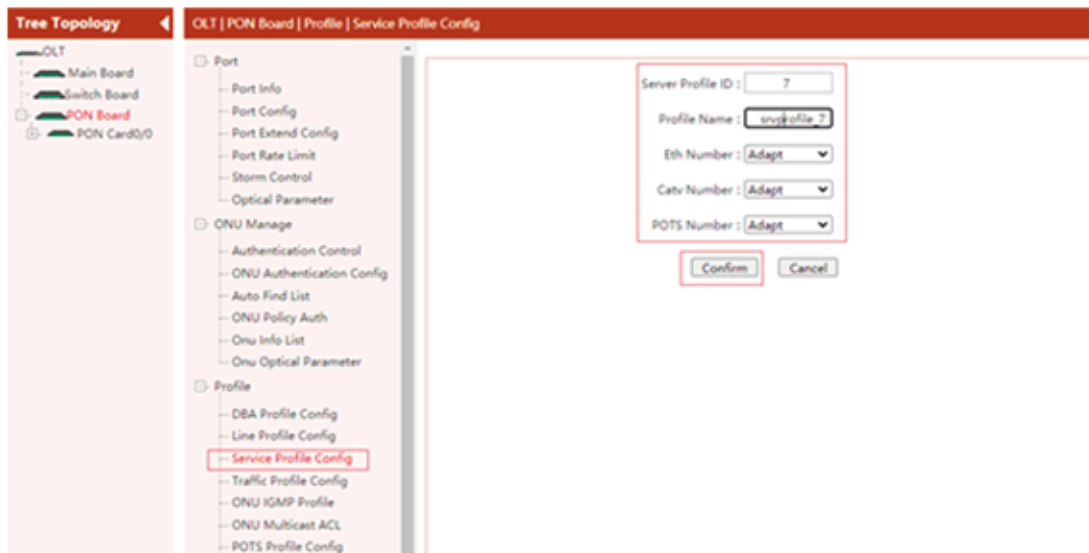 Tree Topology
OLT | PON Board | Profile | Service Profile Config
OLT
Main Board
Switch Board
PON Board
PON Card0/0
Port
Port Info
Port Config
Port Extend Config
Port Rate Limit
Storm Control
Optical Parameter
ONU Manage
Authentication Control
ONU Authentication Config
Auto Find List
ONU Policy Auth
Onu Info List
Onu Optical Parameter
Profile
DBA Profile Config
Line Profile Config
Service Profile Config
Traffic Profile Config
ONU IGMP Profile
ONU Multicast ACL
POTS Profile Config
Server Profile ID : 7
Profile Name : srvprofile_7
Eth Number : Adapt
Catv Number : Adapt
POTS Number : Adapt
Confirm Cancel